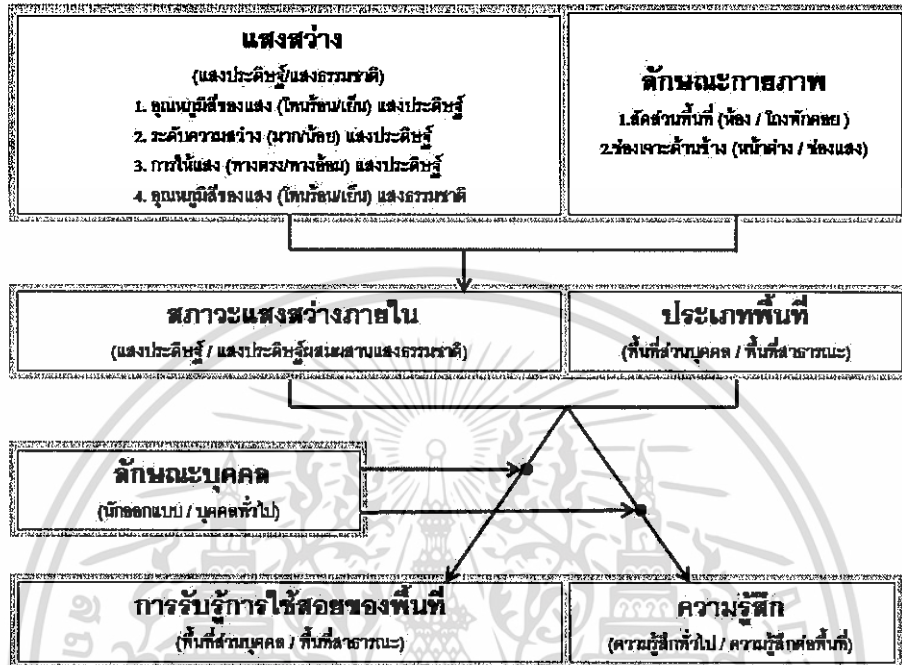 แสงสว่าง
(แสงประดิษฐ์/แสงธรรมชาติ)
1. อุณหภูมิสีของแสง (โทนร้อน/เย็น) แสงประดิษฐ์
2. ระดับความสว่าง (มาก/น้อย) แสงประดิษฐ์
3. การให้แสง (ทางตรง/ทางอ้อม) แสงประดิษฐ์
4. อุณหภูมิสีของแสง (โทนร้อน/เย็น) แสงธรรมชาติ
ลักษณะกายภาพ
1.สัดส่วนพื้นที่ (ห้อง / โถงพักคอย )
2.ช่องเจาะด้านข้าง (หน้าต่าง / ช่องแสง)
สภาวะแสงสว่างภายใน
(แสงประดิษฐ์ / แสงประดิษฐ์ผสมผสานแสงธรรมชาติ)
ประเภทพื้นที่
(พื้นที่ส่วนบุคคล / พื้นที่สาธารณะ)
ลักษณะบุคคล
(นักออกแบบ / บุคคลทั่วไป)
การรับรู้การใช้สอยของพื้นที่
(พื้นที่ส่วนบุคคล / พื้นที่สาธารณะ)
ความรู้สึก
(ความรู้สึกทั่วไป / ความรู้สึกต่อพื้นที่)